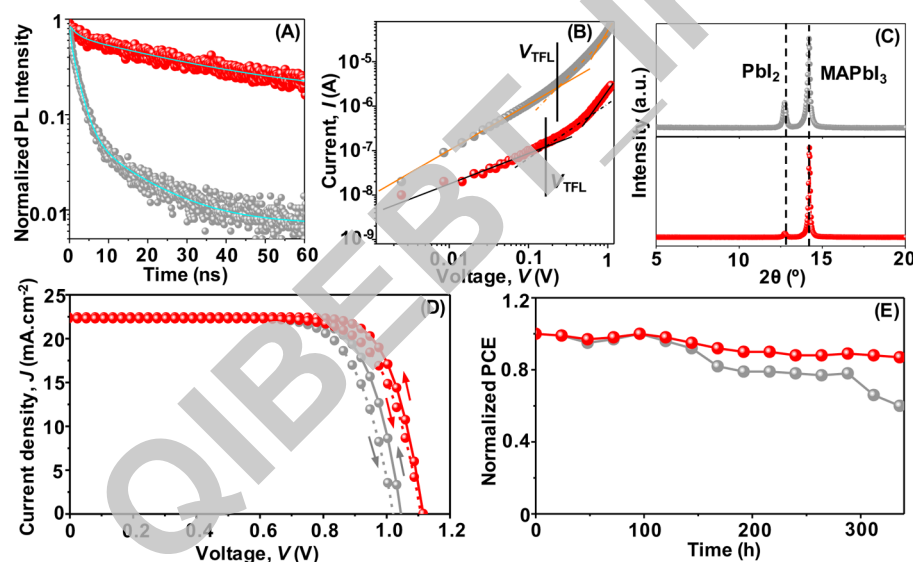 (A)
Normalized PL Intensity
1
0.1
0.01
0 10 20 30 40 50 60
Time (ns)
(B)
Current, I (A)
10-5
10-6
10-7
10-8
10-9
VTFL
VTFL
0.01 0.1 1
Voltage, V (V)
(C)
Intensity (a.u.)
PbI2
MAPbI3
5 10 15 20
2θ (º)
(D)
Current density, J (mA.cm-2)
25
20
15
10
5
0
0 0.2 0.4 0.6 0.8 1.0 1.2
Voltage, V (V)
(E)
Normalized PCE
1.2
0.8
0.4
0
0 100 200 300
Time (h)